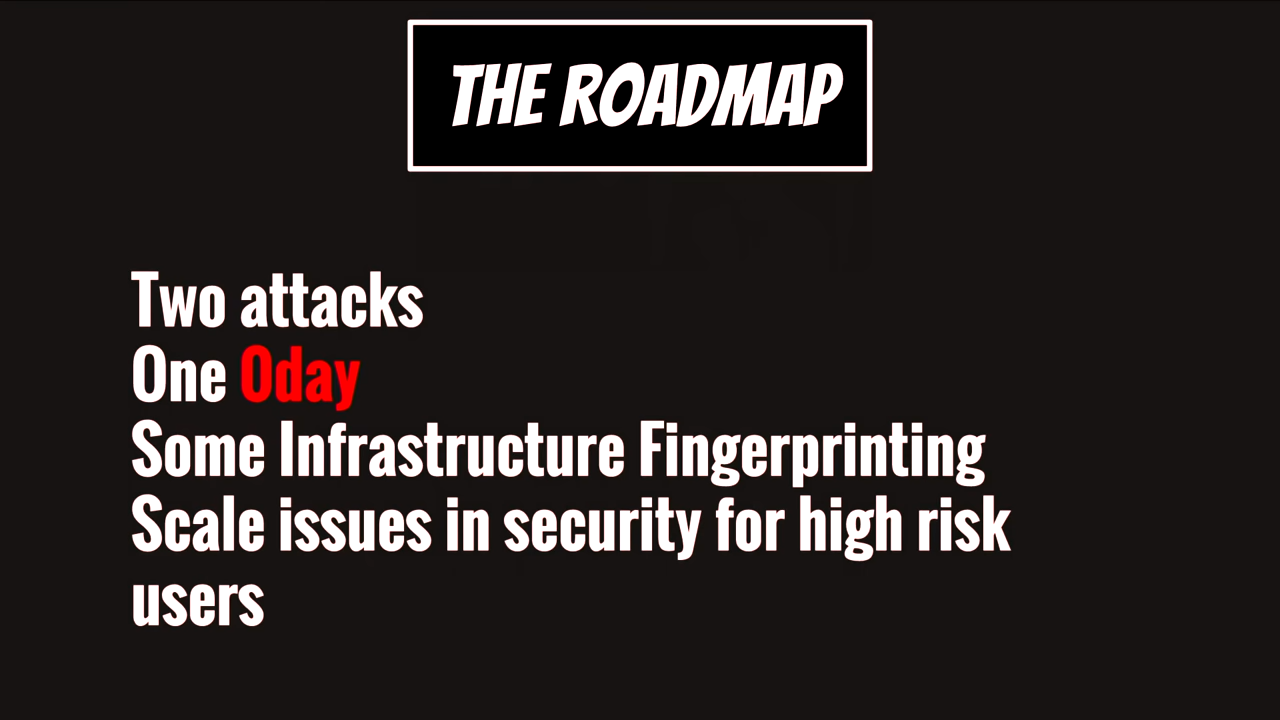 THE ROADMAP
Two attacks
One 0day
Some Infrastructure Fingerprinting
Scale issues in security for high risk
users